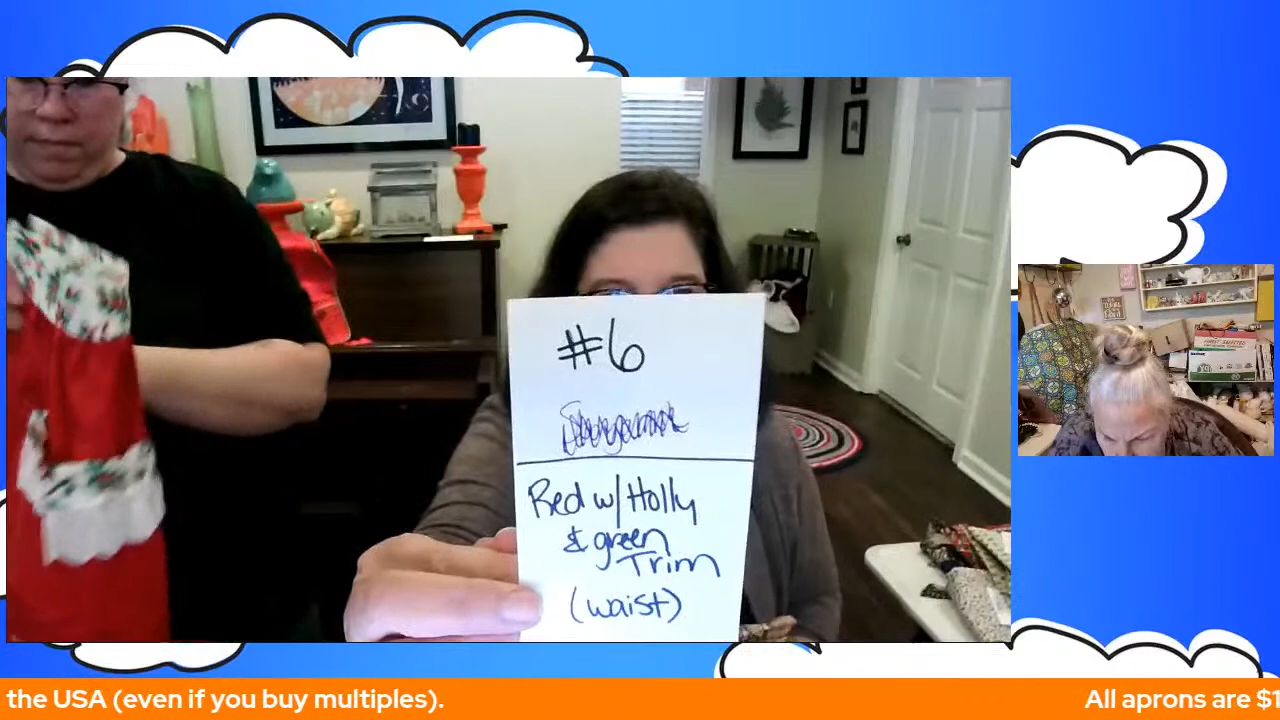 #6
Red w/Holly
& green
Trim
(waist)
the USA (even if you buy multiples).
All aprons are $1